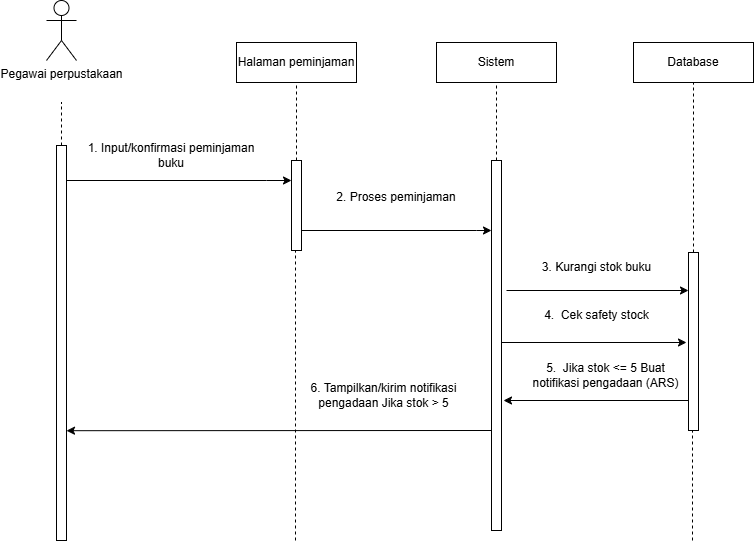 Pegawai perpustakaan
Halaman peminjaman
Sistem
Database
1. Input/konfirmasi peminjaman
buku
2. Proses peminjaman
3. Kurangi stok buku
4. Cek safety stock
5. Jika stok <= 5 Buat
notifikasi pengadaan (ARS)
6. Tampilkan/kirim notifikasi
pengadaan Jika stok > 5